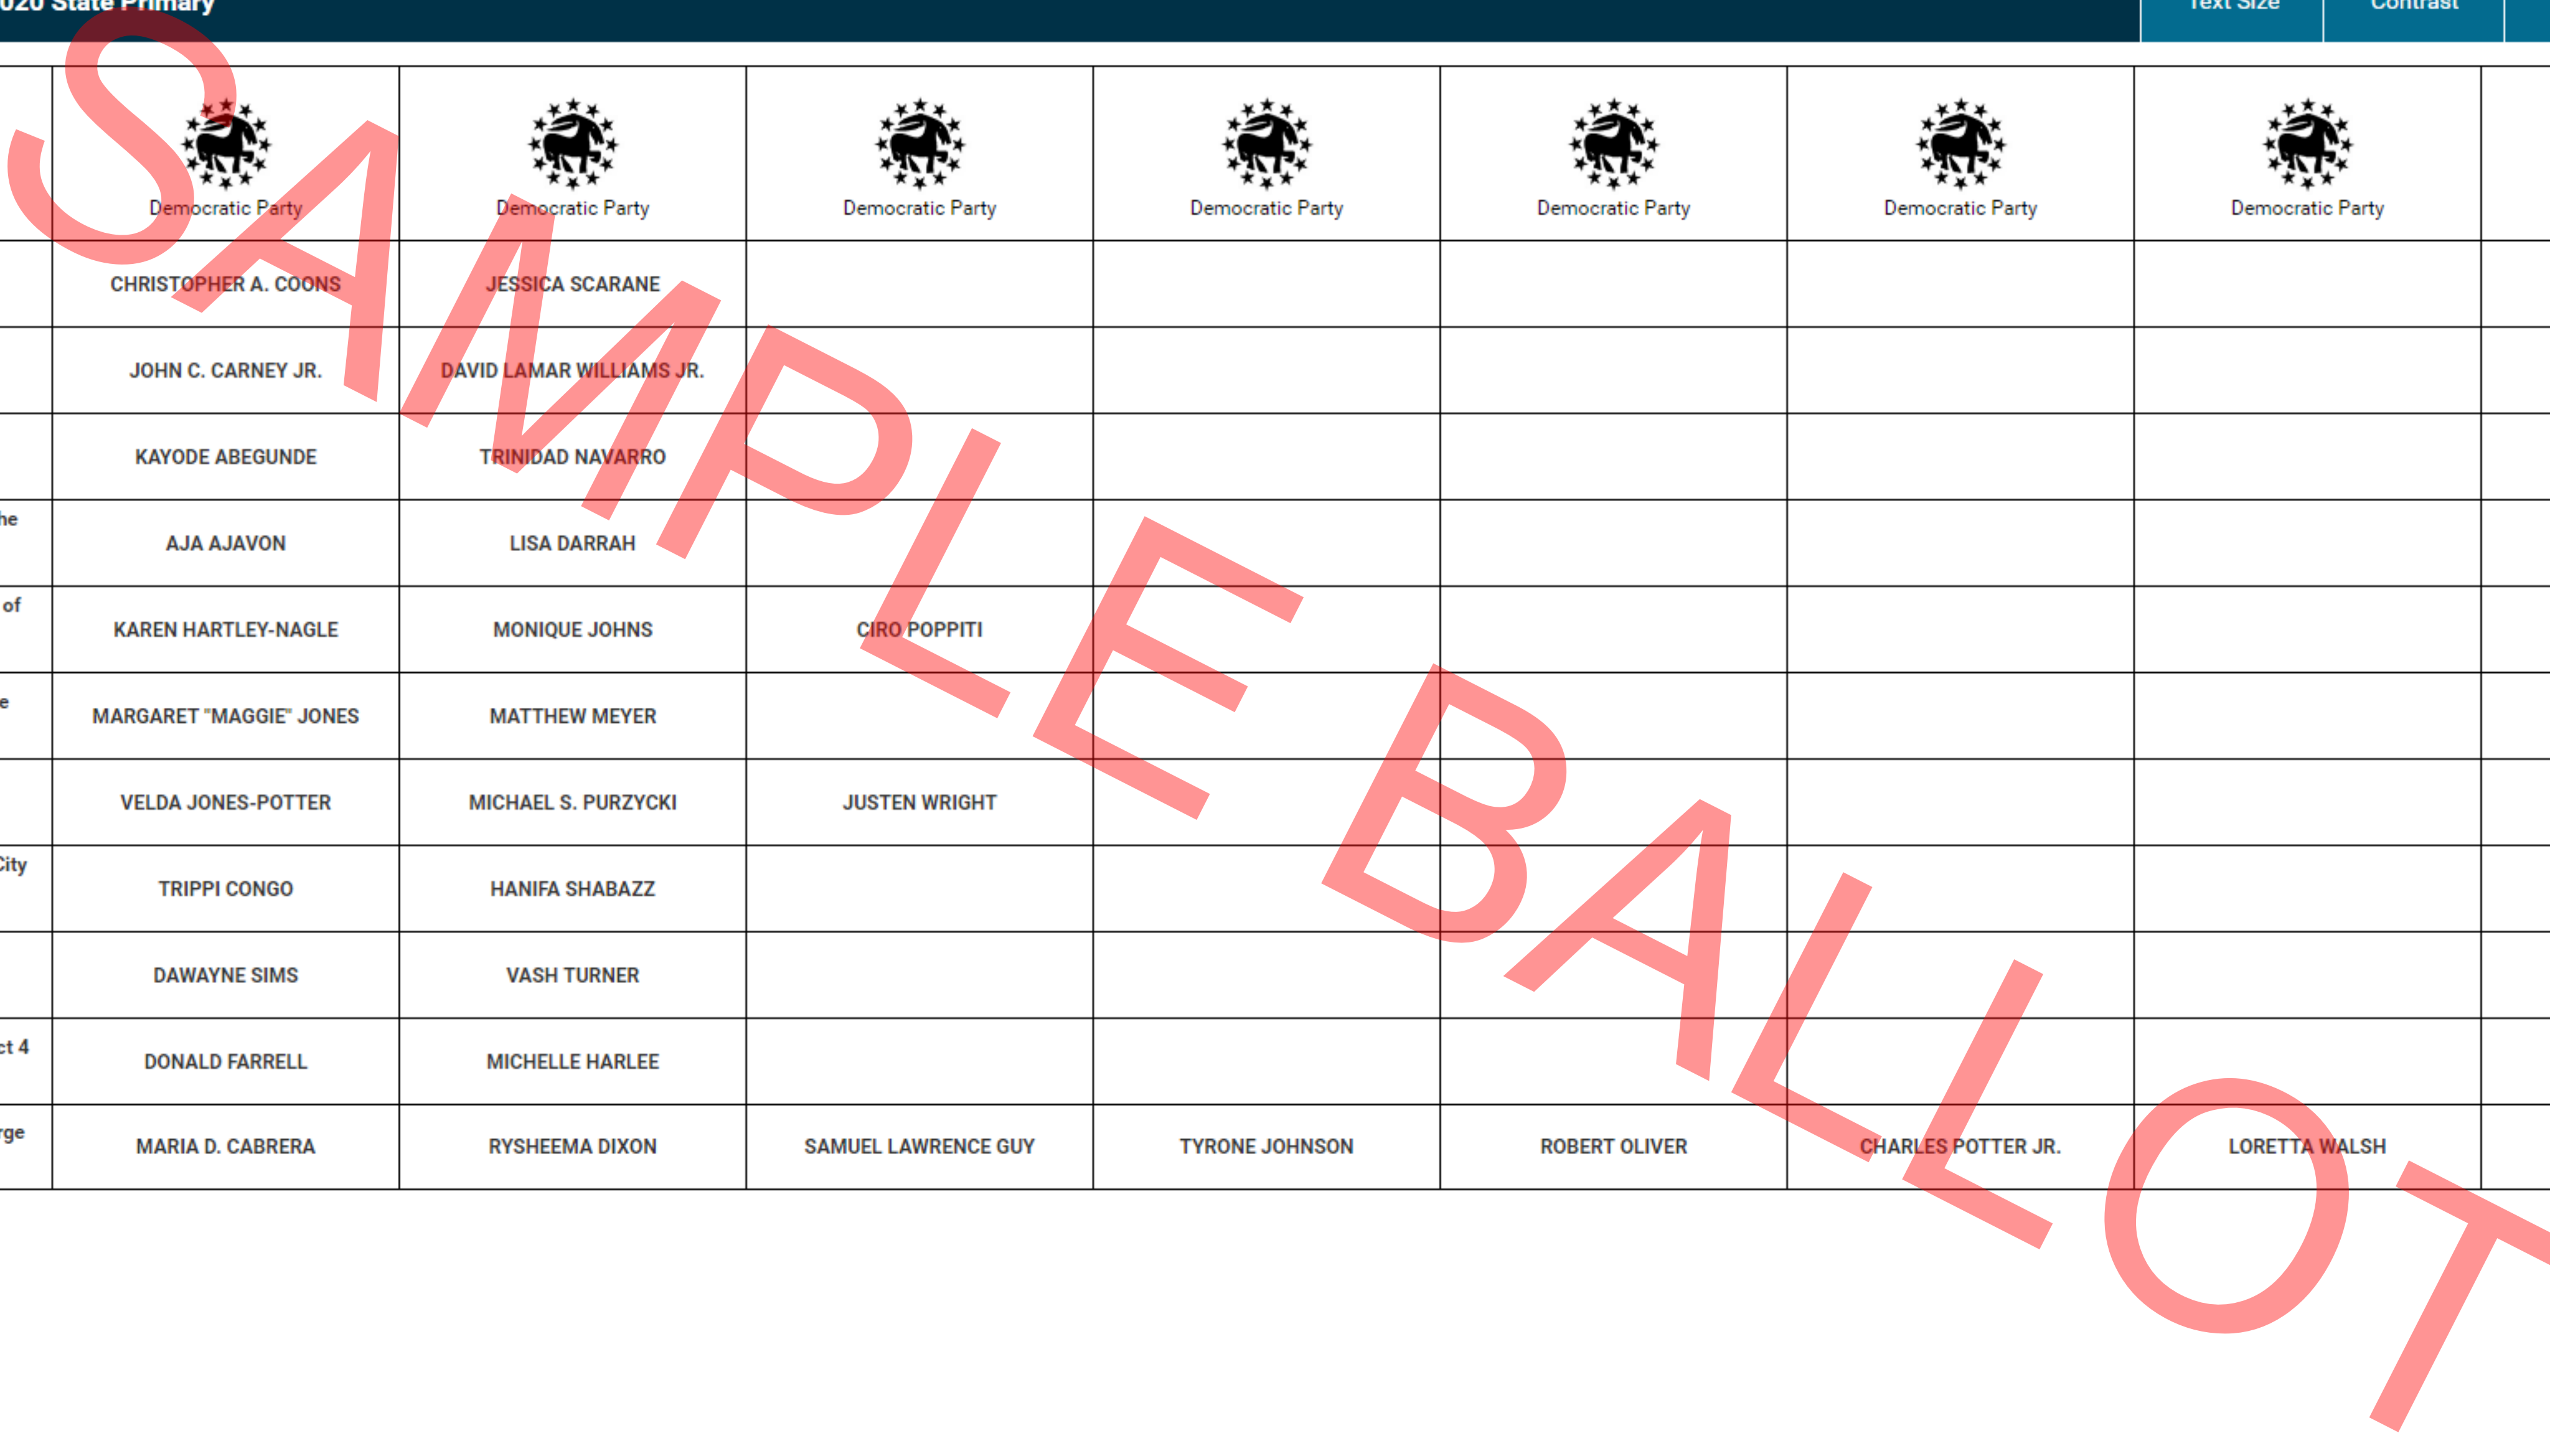 020 State Primary
Text Size Contrast
Democratic Party Democratic Party Democratic Party Democratic Party Democratic Party Democratic Party Democratic Party
CHRISTOPHER A. COONS JESSICA SCARANE
JOHN C. CARNEY JR. DAVID LAMAR WILLIAMS JR.
KAYODE ABEGUNDE TRINIDAD NAVARRO
he
AJA AJAVON LISA DARRAH
of
KAREN HARTLEY-NAGLE MONIQUE JOHNS CIRO POPPITI
e
MARGARET "MAGGIE" JONES MATTHEW MEYER
VELDA JONES-POTTER MICHAEL S. PURZYCKI JUSTEN WRIGHT
City
TRIPPI CONGO HANIFA SHABAZZ
DAWAYNE SIMS VASH TURNER
ct 4
DONALD FARRELL MICHELLE HARLEE
rge
MARIA D. CABRERA RYSHEEMA DIXON SAMUEL LAWRENCE GUY TYRONE JOHNSON ROBERT OLIVER CHARLES POTTER JR. LORETTA WALSH
SAMPLE BALLOT